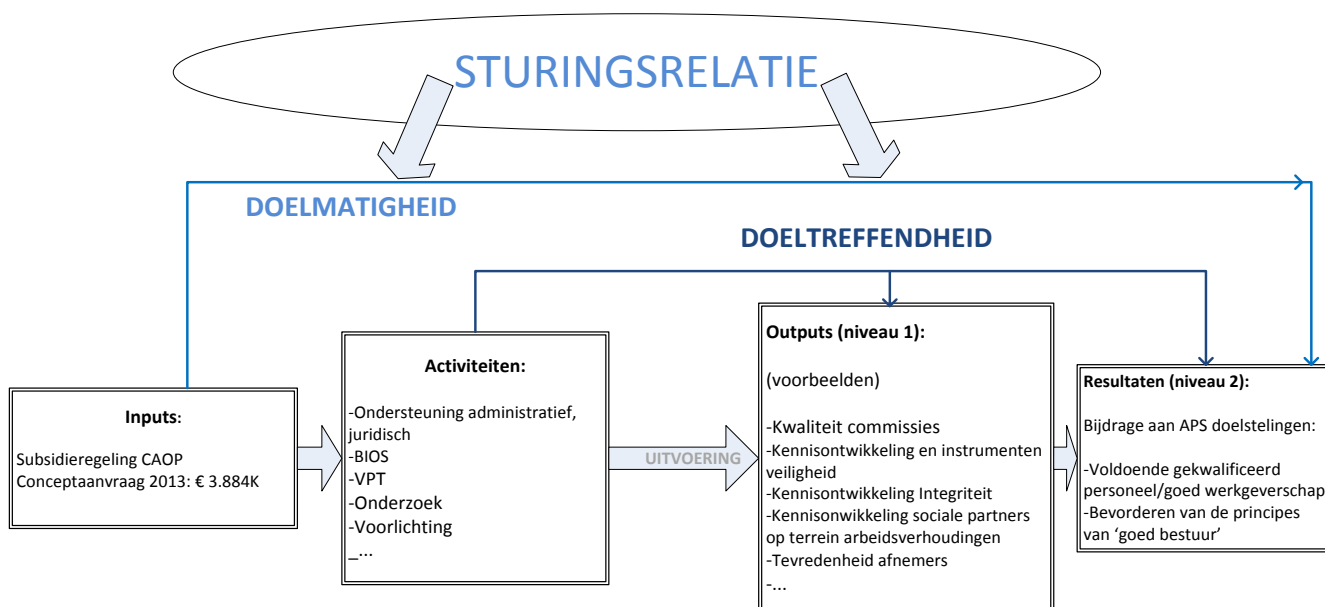 STURINGSRELATIE
DOELMATIGHEID
DOELTREFFENDHEID
Inputs:
Subsidieregeling CAOP
Conceptaanvraag 2013: € 3.884K
Activiteiten:
-Ondersteuning administratief,
juridisch
-BIOS
-VPT
-Onderzoek
-Voorlichting
_...
UITVOERING
Outputs (niveau 1):
(voorbeelden)
-Kwaliteit commissies
-Kennisontwikkeling en instrumenten
veiligheid
-Kennisontwikkeling Integriteit
-Kennisonwikkeling sociale partners
op terrein arbeidsverhoudingen
-Tevredenheid afnemers
-...
Resultaten (niveau 2):
Bijdrage aan APS doelstelingen:
-Voldoende gekwalificeerd
personeel/goed werkgeverschap
-Bevorderen van de principes
van ‘goed bestuur’